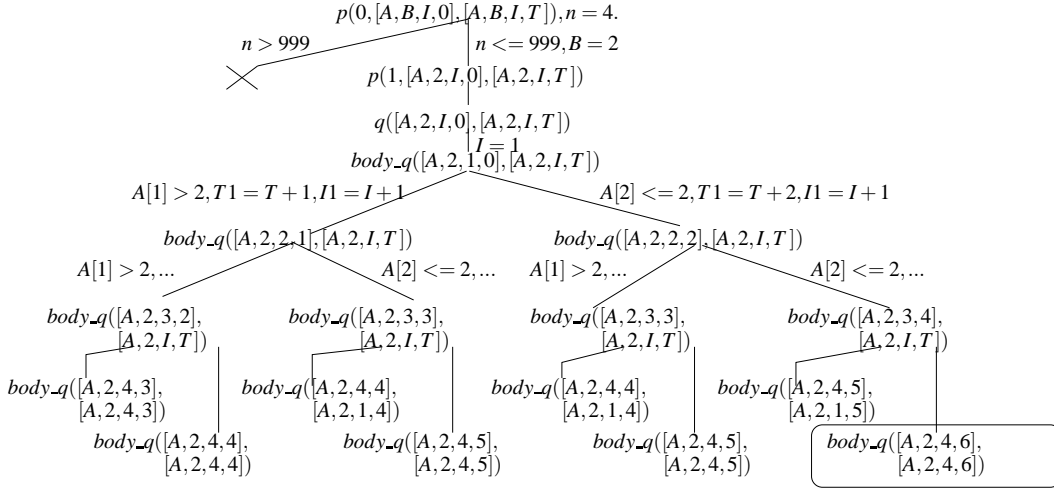 p(0,[A,B,I,0],[A,B,I,T]),n = 4.
n > 999
n <= 999,B = 2
p(1,[A,2,I,0],[A,2,I,T])
q([A,2,I,0],[A,2,I,T])
I = 1
body_q([A,2,1,0],[A,2,I,T])
A[1] > 2,T1 = T + 1,I1 = I + 1
A[2] <= 2,T1 = T + 2,I1 = I + 1
body_q([A,2,2,1],[A,2,I,T])
body_q([A,2,2,2],[A,2,I,T])
A[1] > 2,...
A[2] <= 2,...
A[1] > 2,...
A[2] <= 2,...
body_q([A,2,3,2],
[A,2,I,T])
body_q([A,2,3,3],
[A,2,I,T])
body_q([A,2,3,3],
[A,2,I,T])
body_q([A,2,3,4],
[A,2,I,T])
body_q([A,2,4,3],
[A,2,4,3])
body_q([A,2,4,4],
[A,2,1,4])
body_q([A,2,4,4],
[A,2,1,4])
body_q([A,2,4,5],
[A,2,1,5])
body_q([A,2,4,4],
[A,2,4,4])
body_q([A,2,4,5],
[A,2,4,5])
body_q([A,2,4,5],
[A,2,4,5])
body_q([A,2,4,6],
[A,2,4,6])